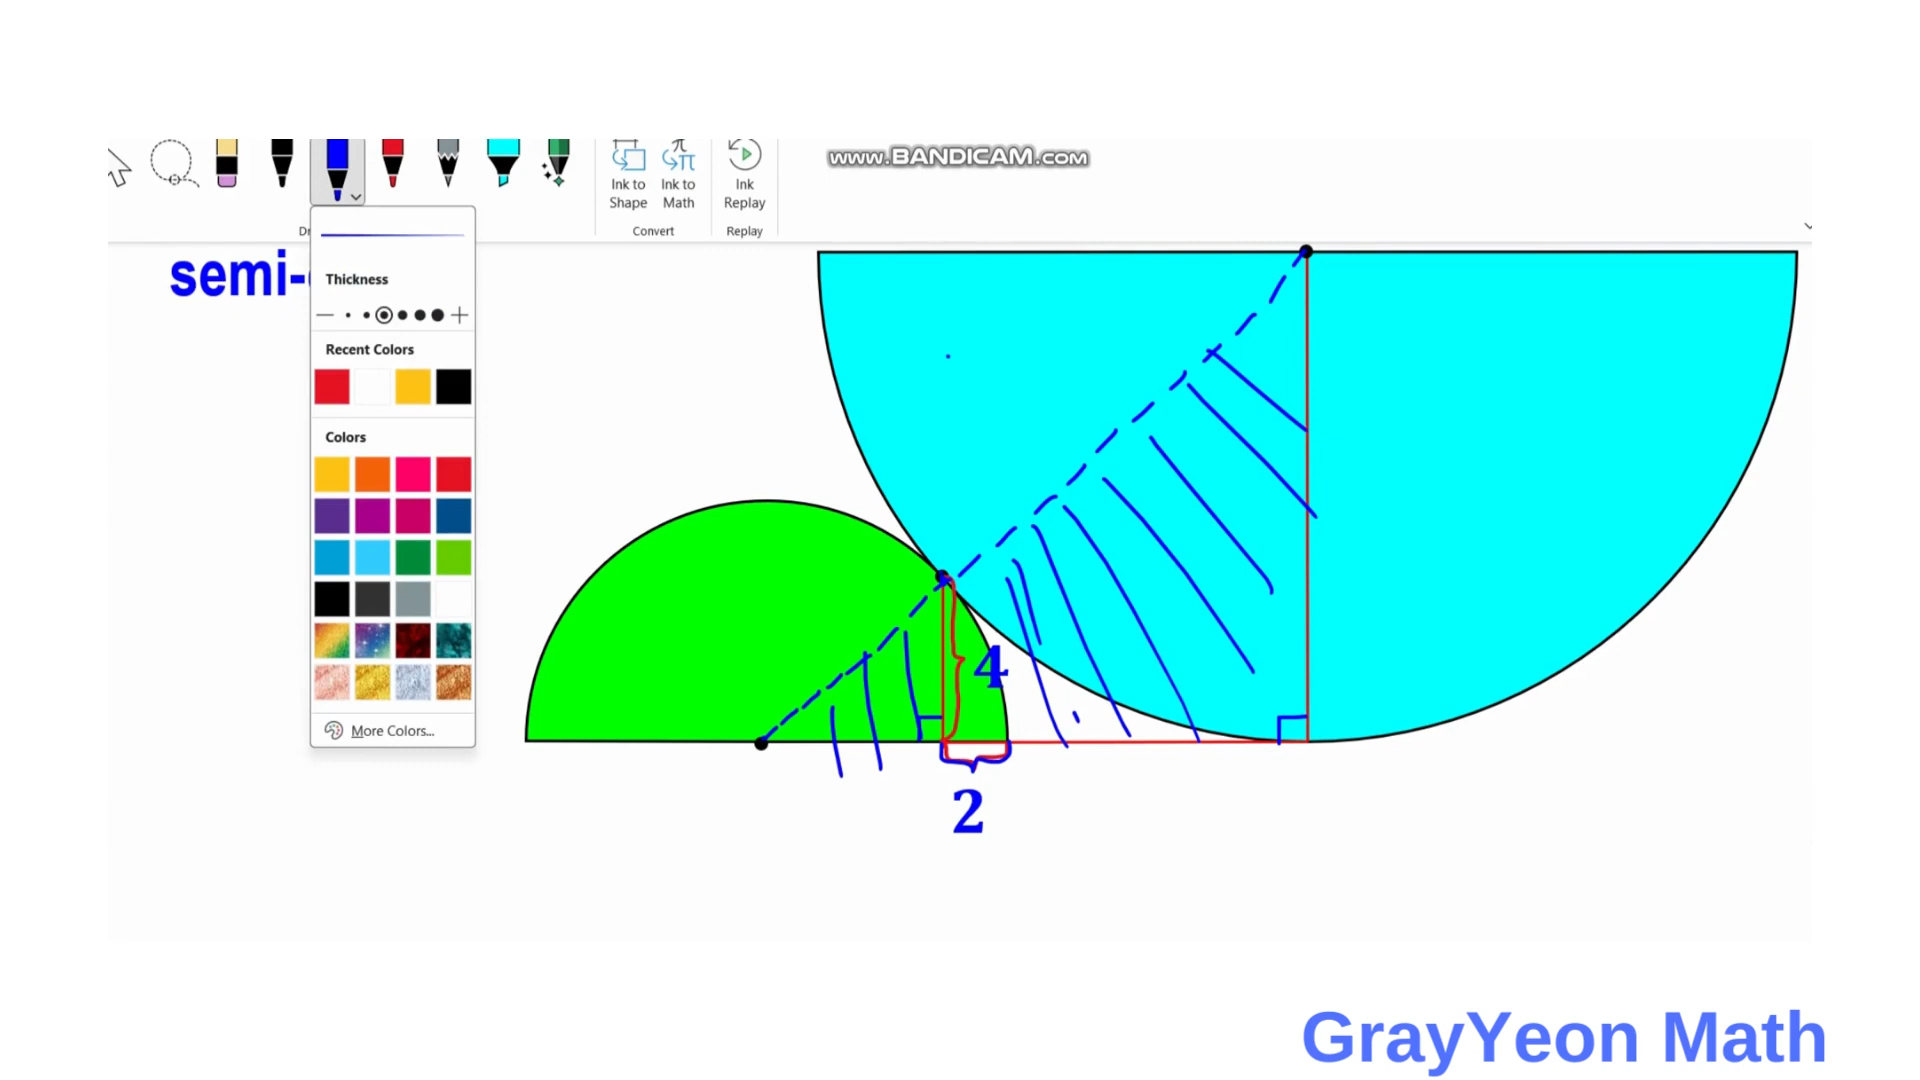 www.BANDICAM.com
Ink to Shape
Ink to Math
Ink Replay
Convert
Replay
semi-
Thickness
Recent Colors
Colors
More Colors...
4
2
GrayYeon Math